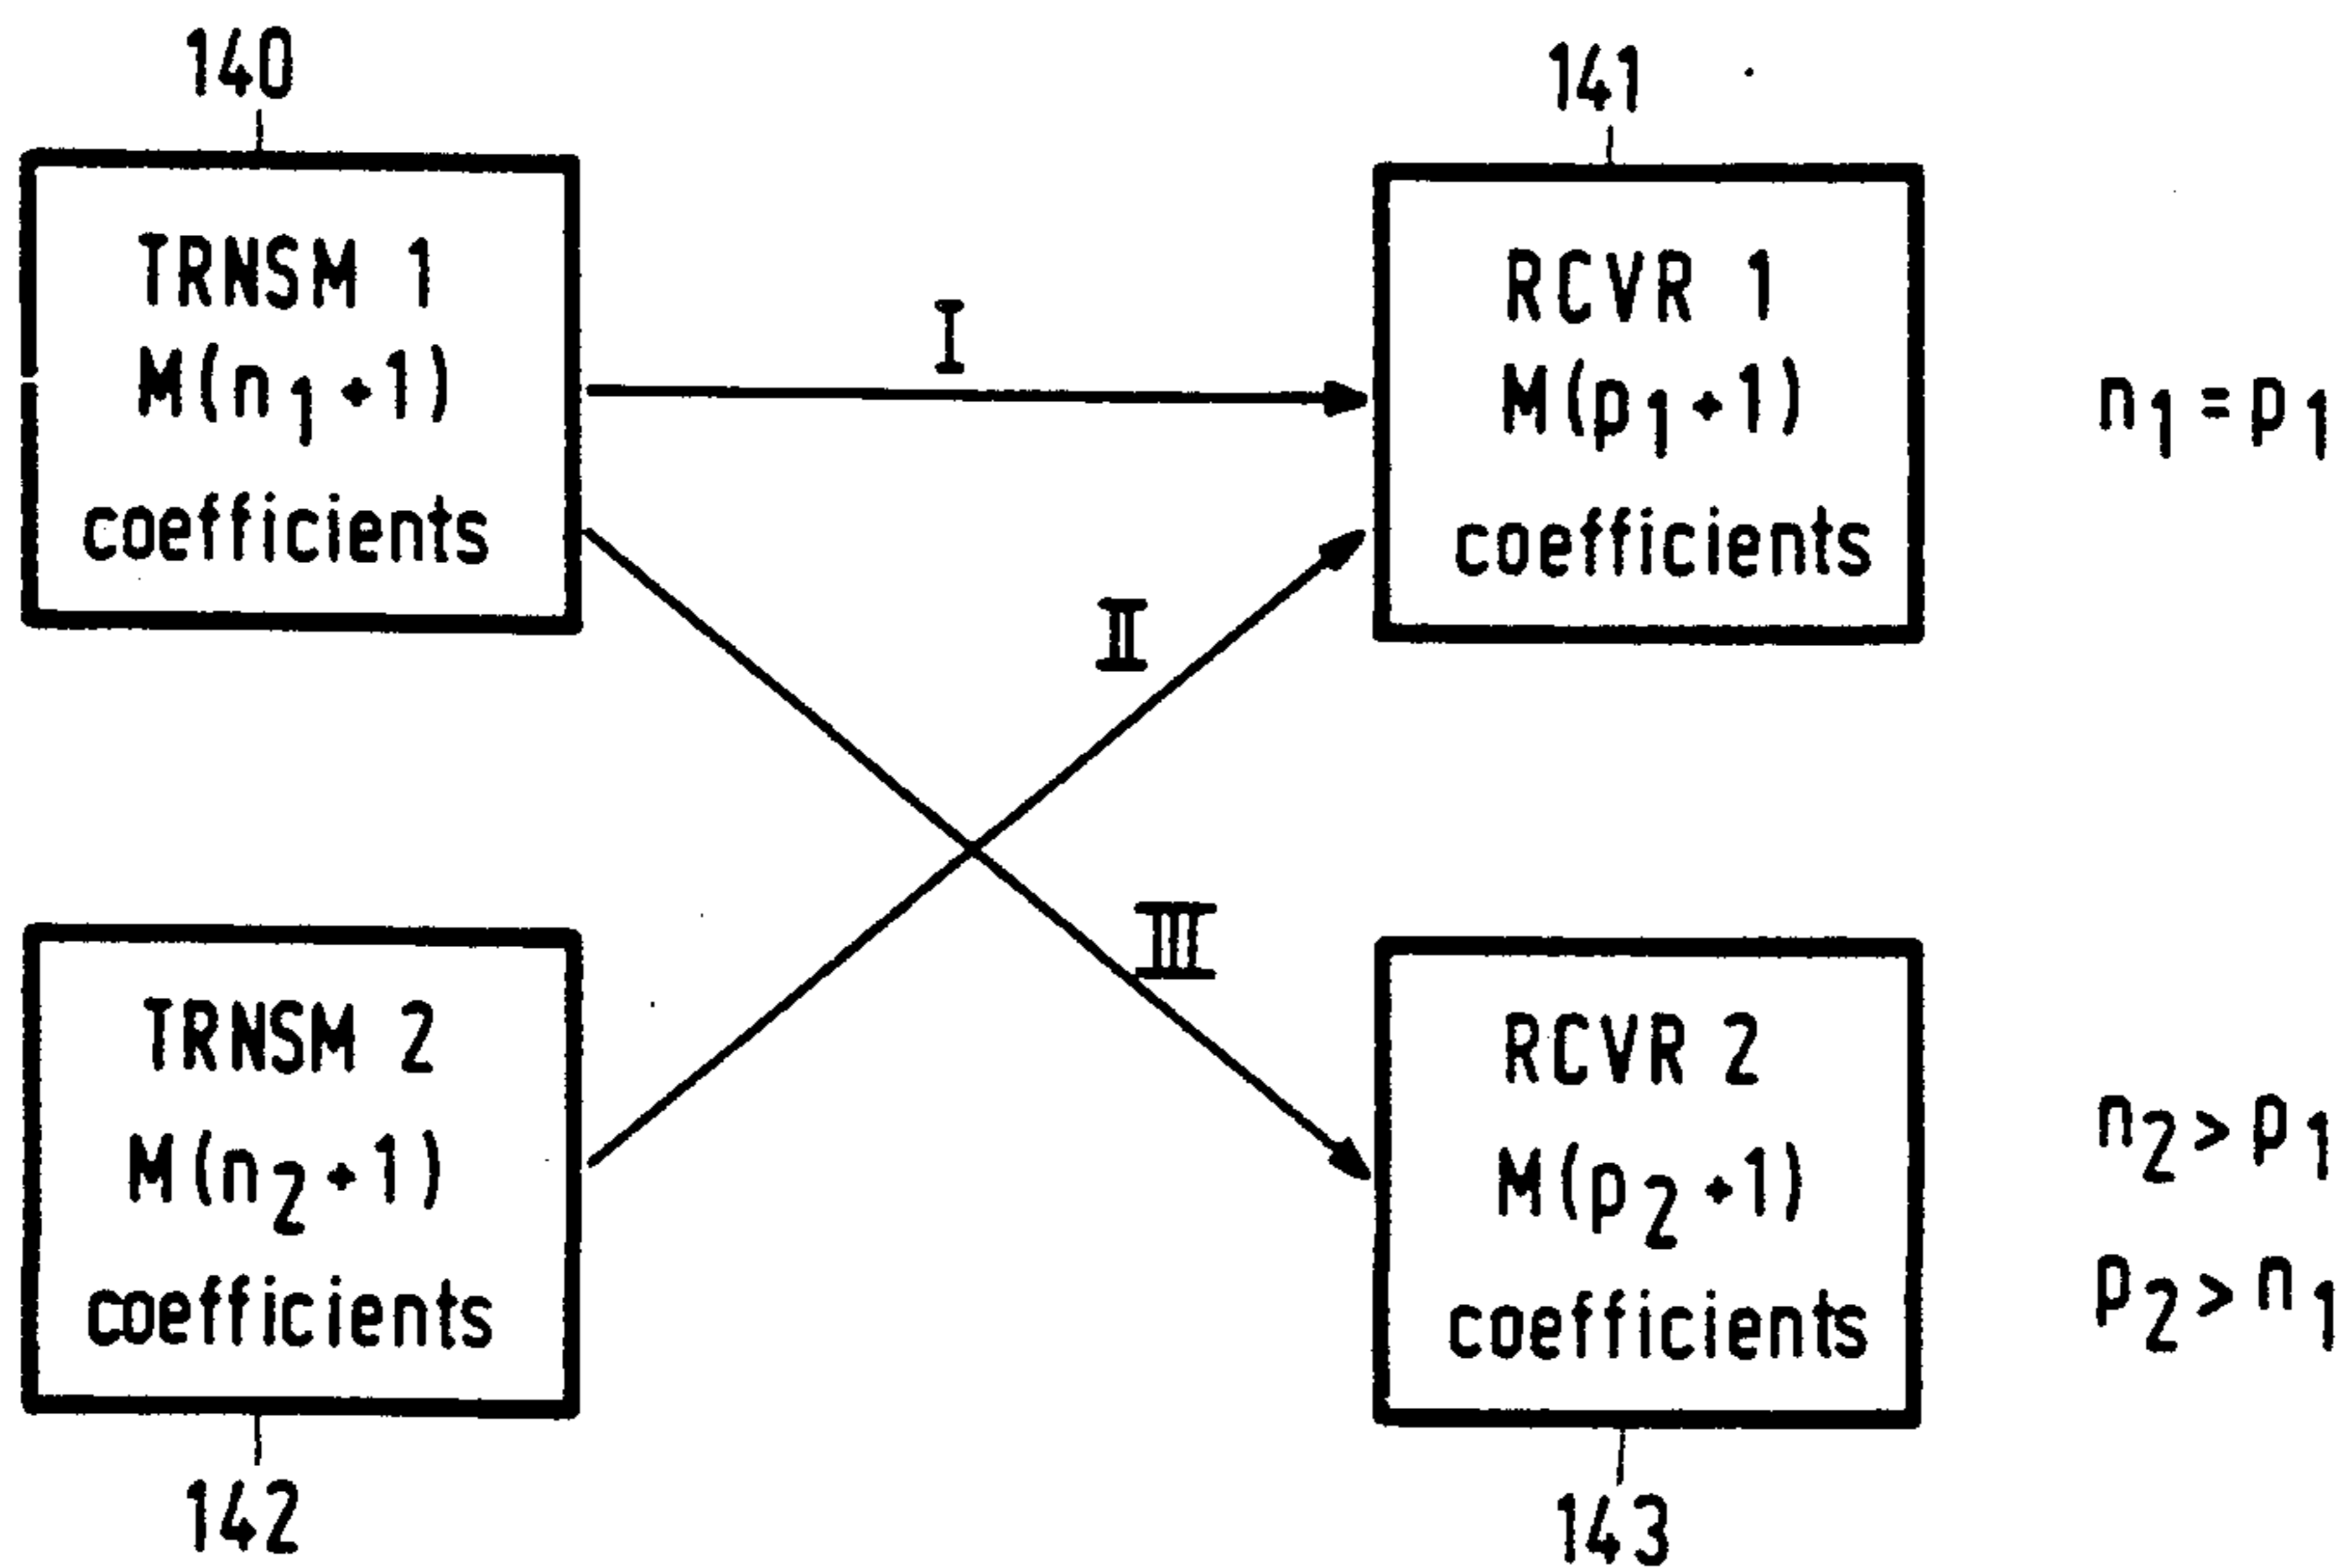 140
141
TRNSM 1
M(n₁+1)
coefficients
I
RCVR 1
M(p₁+1)
coefficients
n₁=p₁
II
III
TRNSM 2
M(n₂+1)
coefficients
RCVR 2
M(p₂+1)
coefficients
n₂>p₁
p₂>n₁
142
143